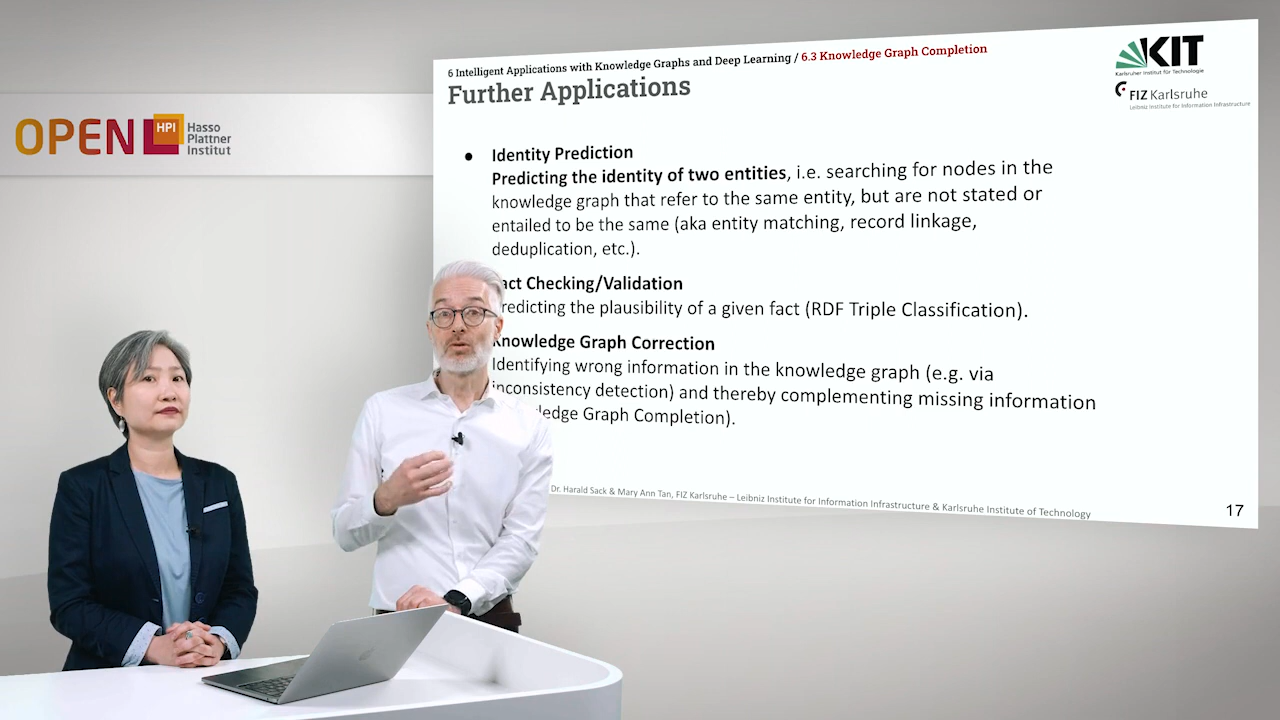 OPEN HPI Hasso
Plattner
Institut
6 Intelligent Applications with Knowledge Graphs and Deep Learning / 6.3 Knowledge Graph Completion
Further Applications
KIT
Karlsruher Institut für Technologie
FIZ Karlsruhe
Leibniz Institute for Information Infrastructure
● Identity Prediction
Predicting the identity of two entities, i.e. searching for nodes in the
knowledge graph that refer to the same entity, but are not stated or
entailed to be the same (aka entity matching, record linkage,
deduplication, etc.).
act Checking/Validation
redicting the plausibility of a given fact (RDF Triple Classification).
Knowledge Graph Correction
Identifying wrong information in the knowledge graph (e.g. via
inconsistency detection) and thereby complementing missing information
ledge Graph Completion).
Dr. Harald Sack & Mary Ann Tan, FIZ Karlsruhe – Leibniz Institute for Information Infrastructure & Karlsruhe Institute of Technology
17